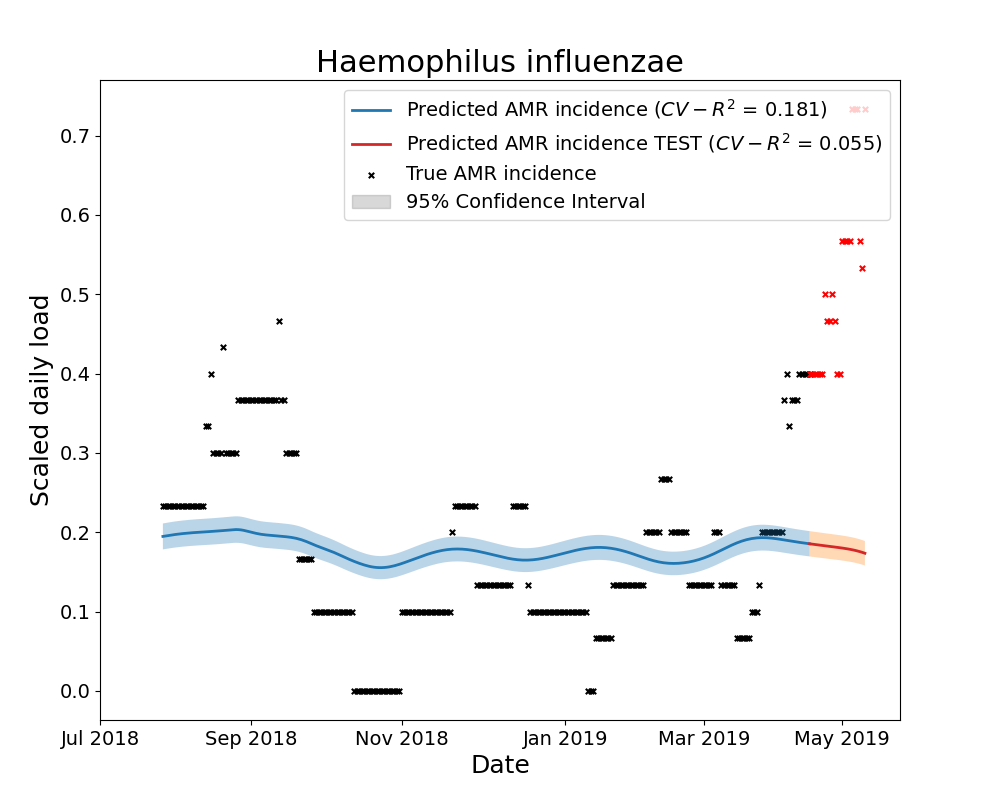 Haemophilus influenzae
Predicted AMR incidence (CV − R² = 0.181)
Predicted AMR incidence TEST (CV − R² = 0.055)
True AMR incidence
95% Confidence Interval
Scaled daily load
0.7
0.6
0.5
0.4
0.3
0.2
0.1
0.0
Jul 2018 Sep 2018 Nov 2018 Jan 2019 Mar 2019 May 2019
Date